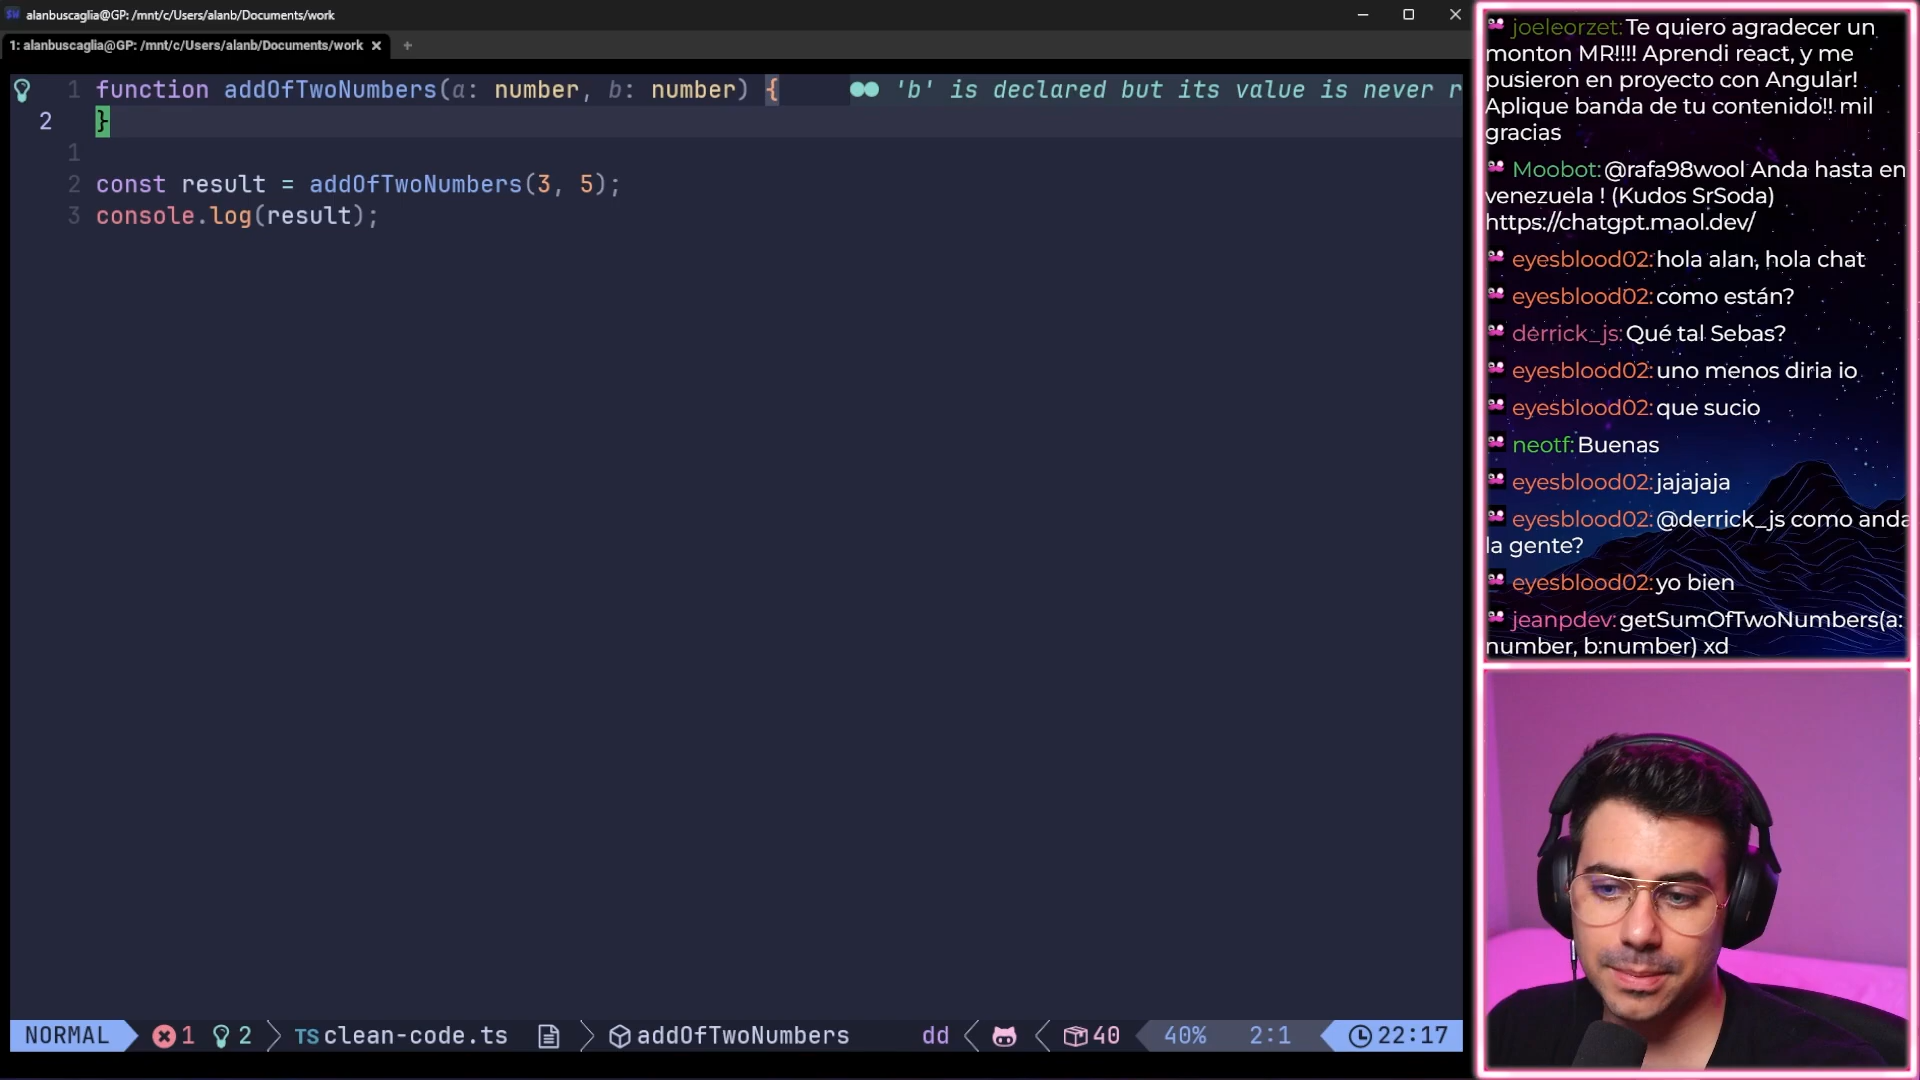 alanbuscaglia@GP: /mnt/c/Users/alanb/Documents/work
1: alanbuscaglia@GP: /mnt/c/Users/alanb/Documents/work × +
1 function addOfTwoNumbers(a: number, b: number) { 'b' is declared but its value is never r
2 }
1
2 const result = addOfTwoNumbers(3, 5);
3 console.log(result);
NORMAL 1 2 TS clean-code.ts addOfTwoNumbers dd 40 40% 2:1 22:17
joeleorzet: Te quiero agradecer un
monton MR!!!! Aprendi react, y me
pusieron en proyecto con Angular!
Aplique banda de tu contenido!! mil
gracias
Moobot: @rafa98wool Anda hasta en
venezuela ! (Kudos SrSoda)
https://chatgpt.maol.dev/
eyesblood02: hola alan, hola chat
eyesblood02: como están?
derrick_js: Qué tal Sebas?
eyesblood02: uno menos diria io
eyesblood02: que sucio
neotf: Buenas
eyesblood02: jajajaja
eyesblood02: @derrick_js como anda
la gente?
eyesblood02: yo bien
jeanpdev: getSumOfTwoNumbers(a:
number, b:number) xd